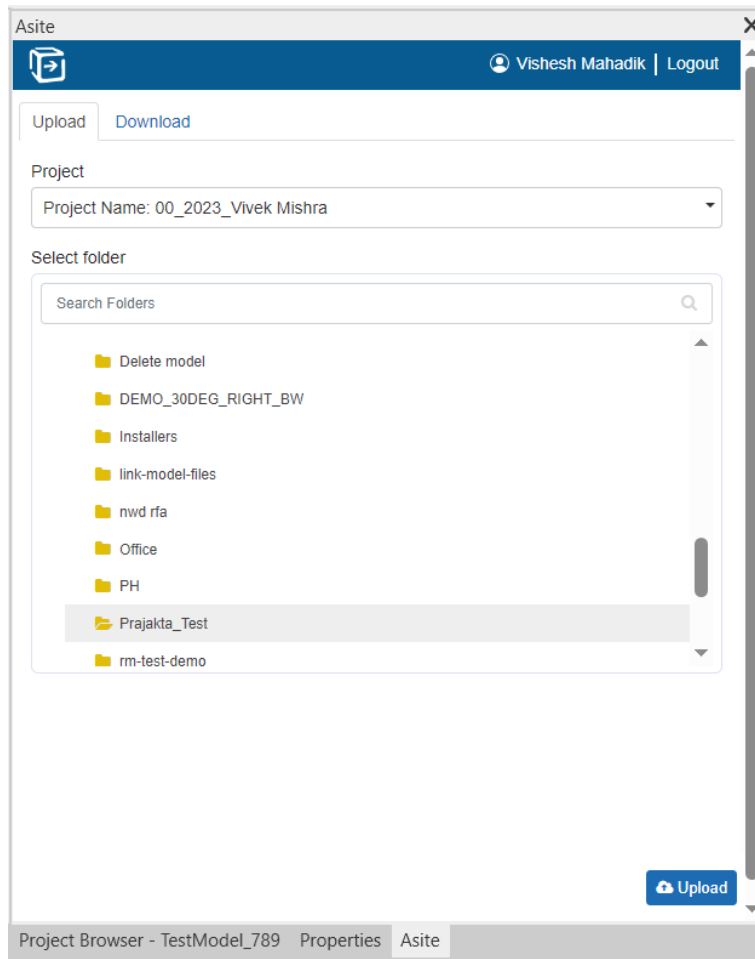 Asite
Vishesh Mahadik | Logout
Upload Download
Project
Project Name: 00_2023_Vivek Mishra
Select folder
Search Folders
Delete model
DEMO_30DEG_RIGHT_BW
Installers
link-model-files
nwd rfa
Office
PH
Prajakta_Test
rm-test-demo
Upload
Project Browser - TestModel_789 Properties Asite